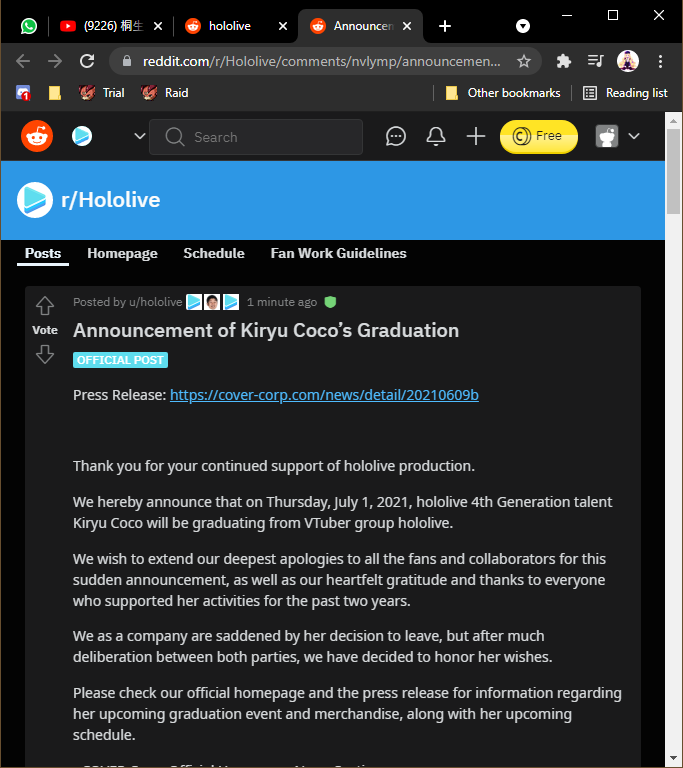 (9226) 桐生
hololive
Announcem
reddit.com/r/Hololive/comments/nvlymp/announcemen...
1
Trial
Raid
Other bookmarks
Reading list
Search
Free
r/Hololive
Posts
Homepage
Schedule
Fan Work Guidelines
Posted by u/hololive 1 minute ago
Announcement of Kiryu Coco’s Graduation
Vote
OFFICIAL POST
Press Release: https://cover-corp.com/news/detail/20210609b
Thank you for your continued support of hololive production.
We hereby announce that on Thursday, July 1, 2021, hololive 4th Generation talent
Kiryu Coco will be graduating from VTuber group hololive.
We wish to extend our deepest apologies to all the fans and collaborators for this
sudden announcement, as well as our heartfelt gratitude and thanks to everyone
who supported her activities for the past two years.
We as a company are saddened by her decision to leave, but after much
deliberation between both parties, we have decided to honor her wishes.
Please check our official homepage and the press release for information regarding
her upcoming graduation event and merchandise, along with her upcoming
schedule.